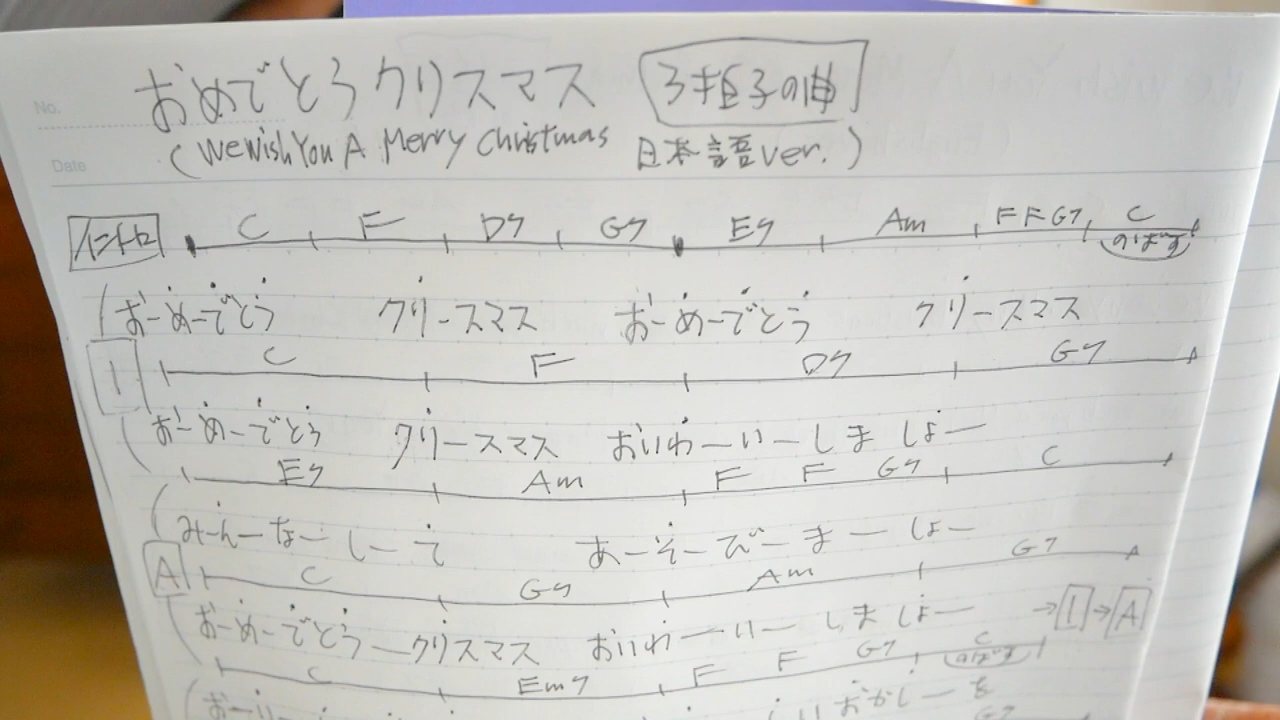 おめでとうクリスマス 3拍子の曲
No.
(We Wish You A Merry Christmas 日本語ver.)
Date
イントロ C F D7 G7 E7 Am F F G7 C
のばす
おーめーでとう クリースマス おーめーでとう クリースマス
1 C F D7 G7
おーめーでとう クリースマス おいわーいーしましょー
E7 Am F F G7 C
みーんーなーしーて あーそーびーまーしょー
A C G7 Am G7
おーめーでとうークリスマス おいわーいーしましょー →1→A
C Em7 F F G7 C
のばす
おかしーを
G7